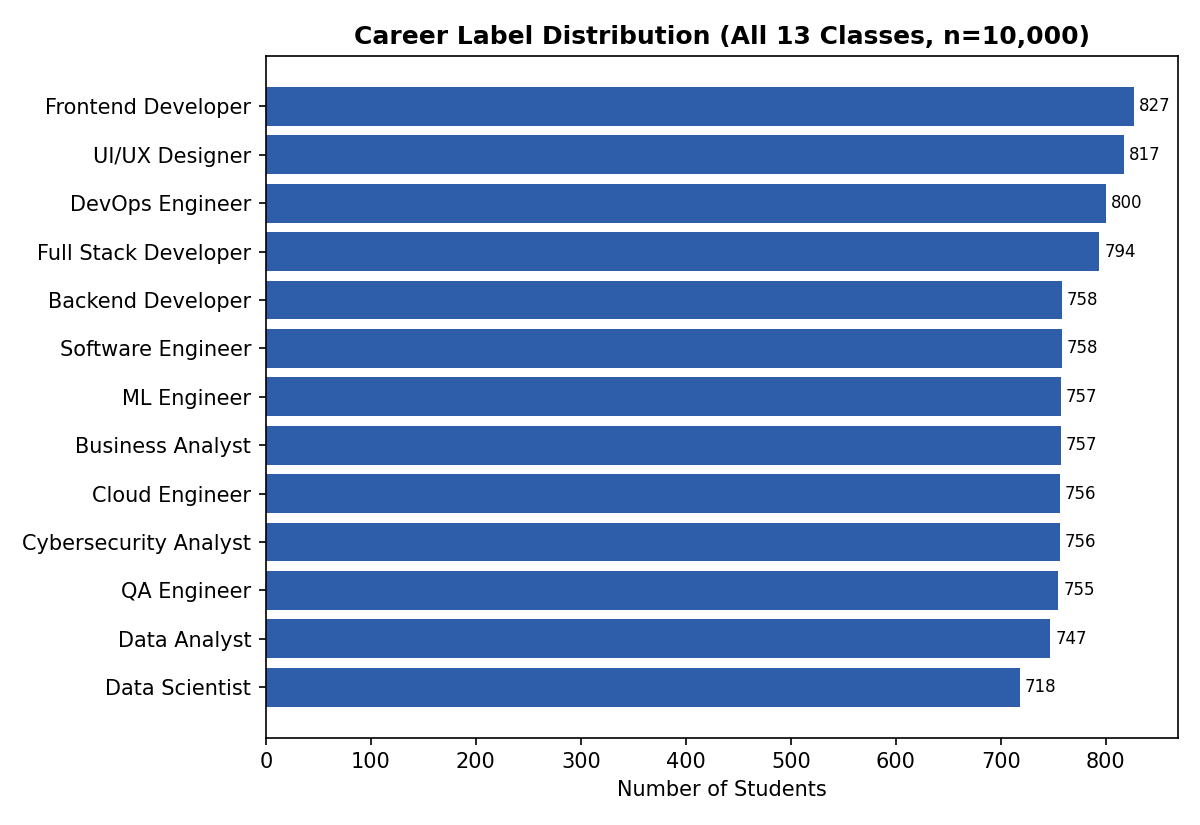 Career Label Distribution (All 13 Classes, n=10,000)
Frontend Developer 827
UI/UX Designer 817
DevOps Engineer 800
Full Stack Developer 794
Backend Developer 758
Software Engineer 758
ML Engineer 757
Business Analyst 757
Cloud Engineer 756
Cybersecurity Analyst 756
QA Engineer 755
Data Analyst 747
Data Scientist 718
0 100 200 300 400 500 600 700 800
Number of Students